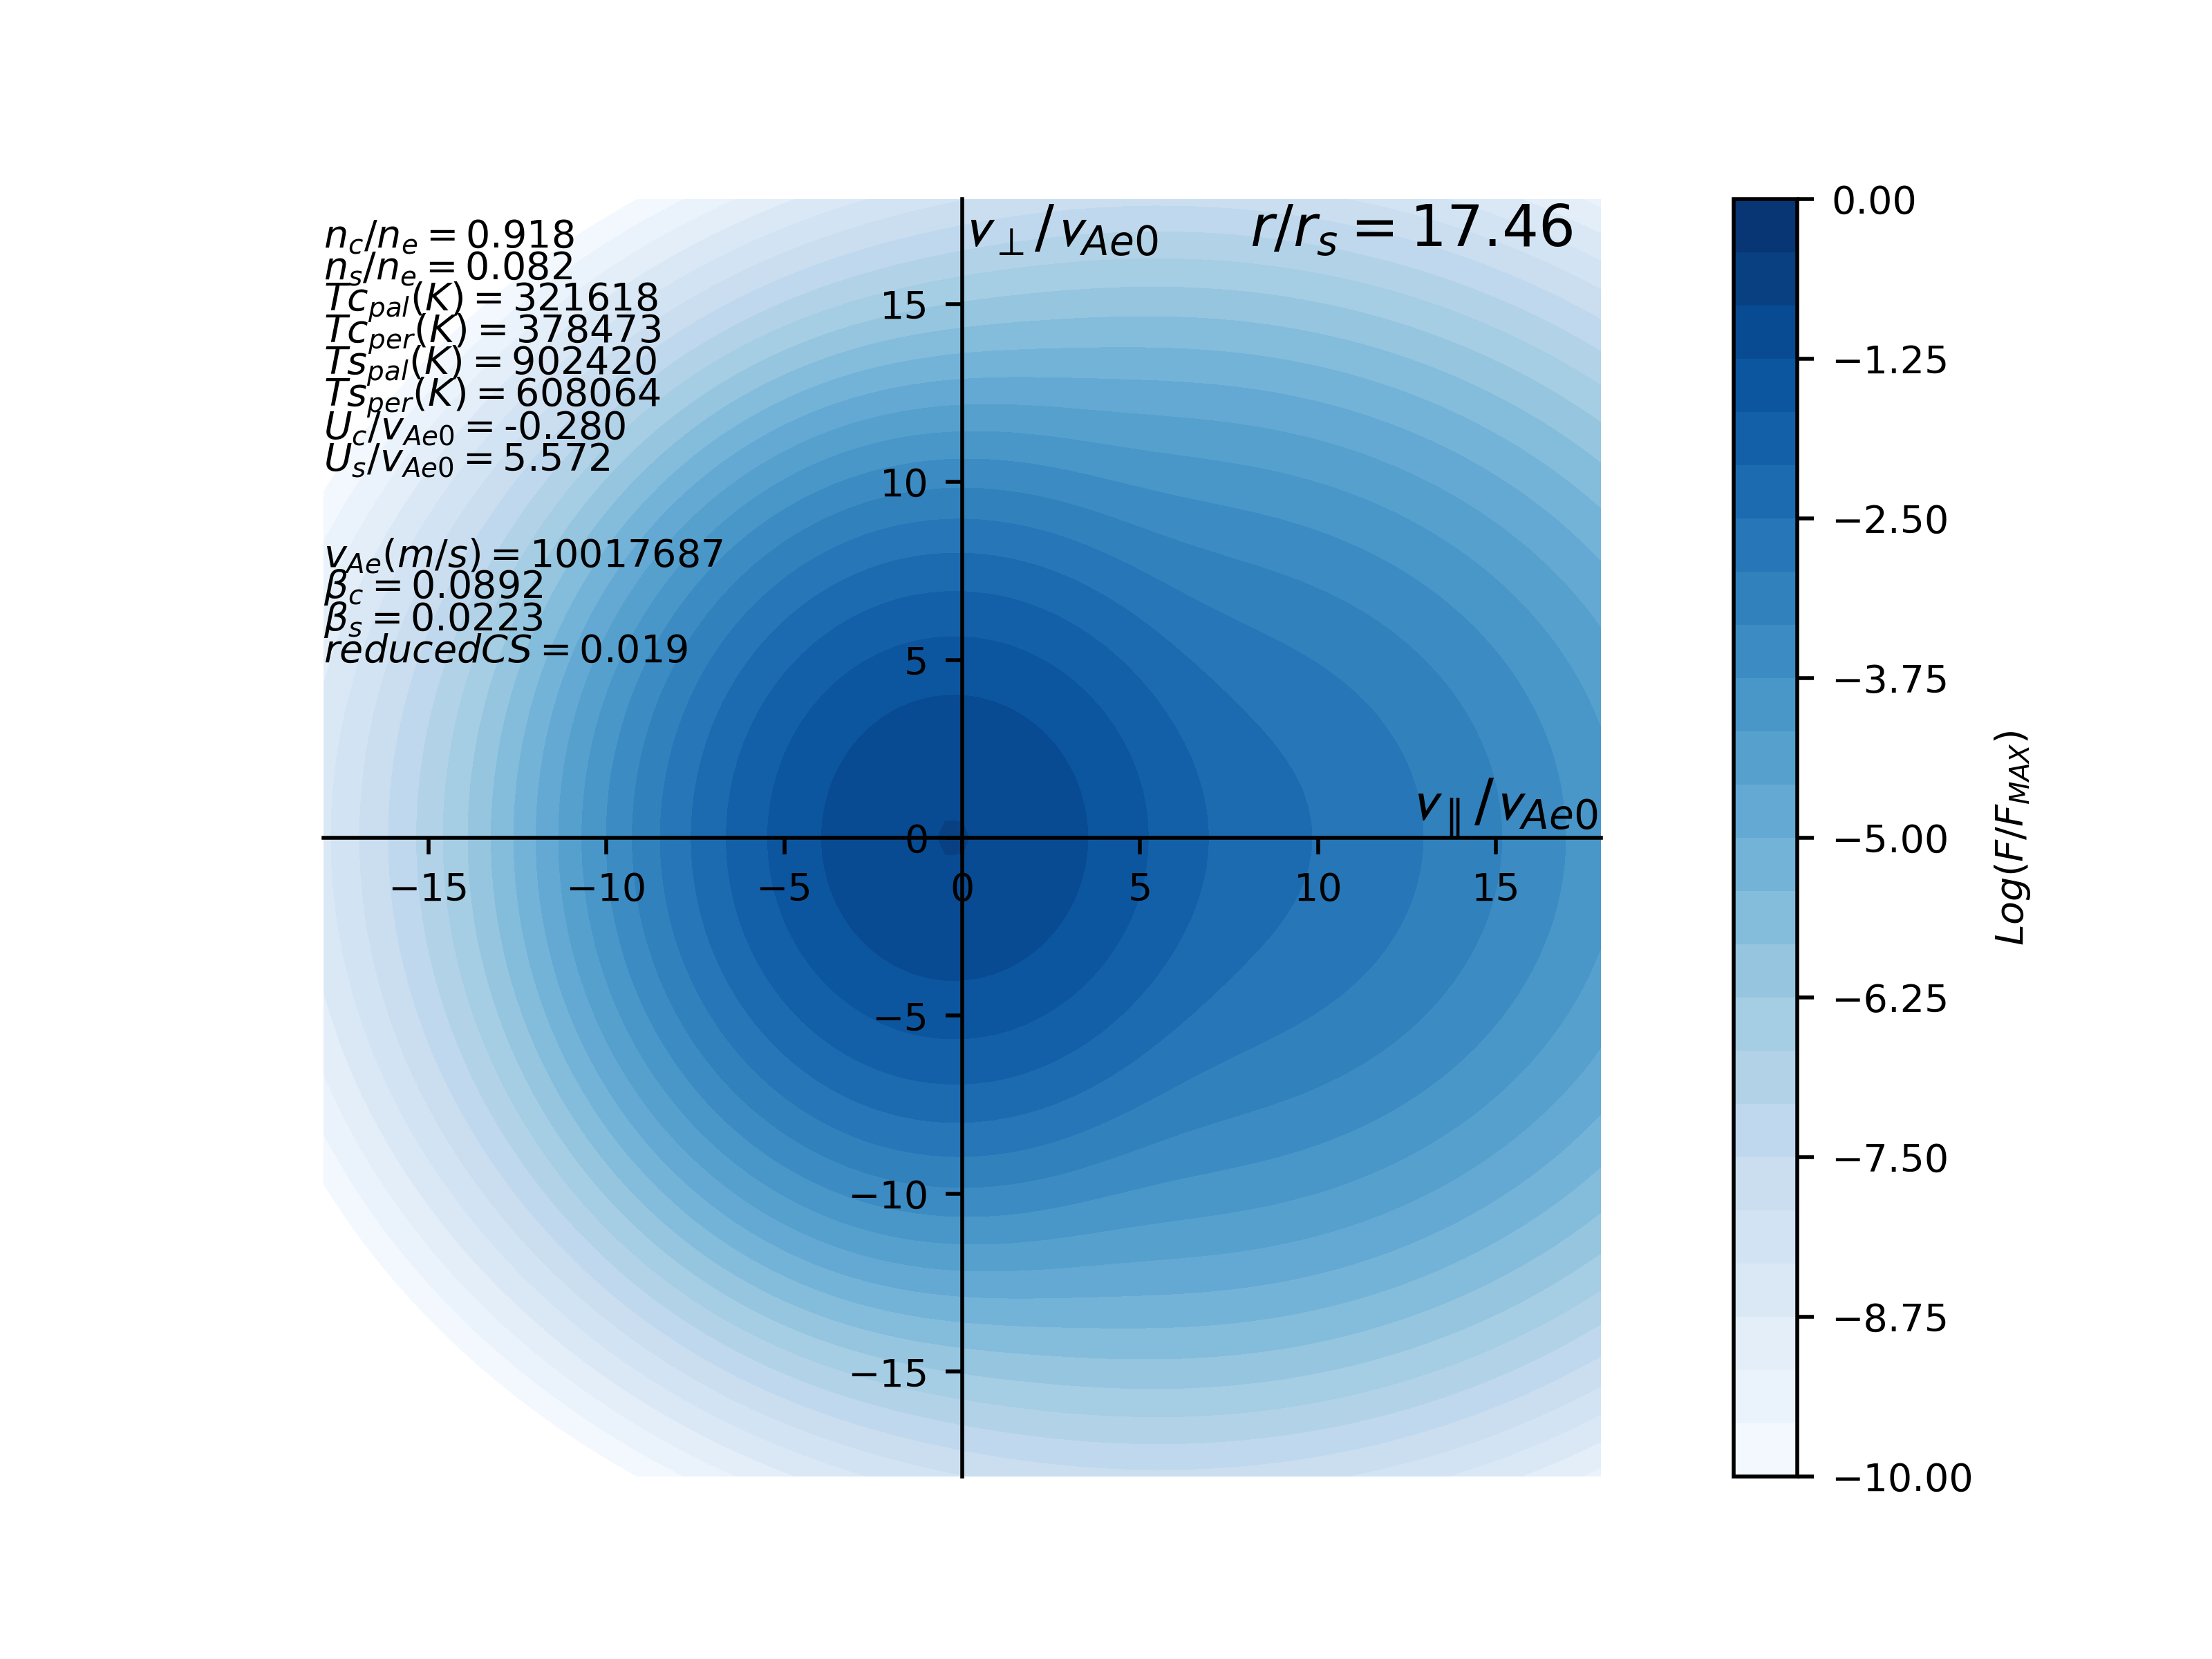 n_c/n_e = 0.918
n_s/n_e = 0.082
Tc_pal(K) = 321618
Tc_per(K) = 378473
Ts_pal(K) = 902420
Ts_per(K) = 608064
U_c/v_Ae0 = -0.280
U_s/v_Ae0 = 5.572
v_Ae(m/s) = 10017687
β_c = 0.0892
β_s = 0.0223
reducedCS = 0.019
v_⊥/v_Ae0
r/r_s = 17.46
15
10
5
0
−5
−10
−15
v_∥/v_Ae0
−15 −10 −5 0 5 10 15
0.00
−1.25
−2.50
−3.75
−5.00
−6.25
−7.50
−8.75
−10.00
Log(F/F_MAX)